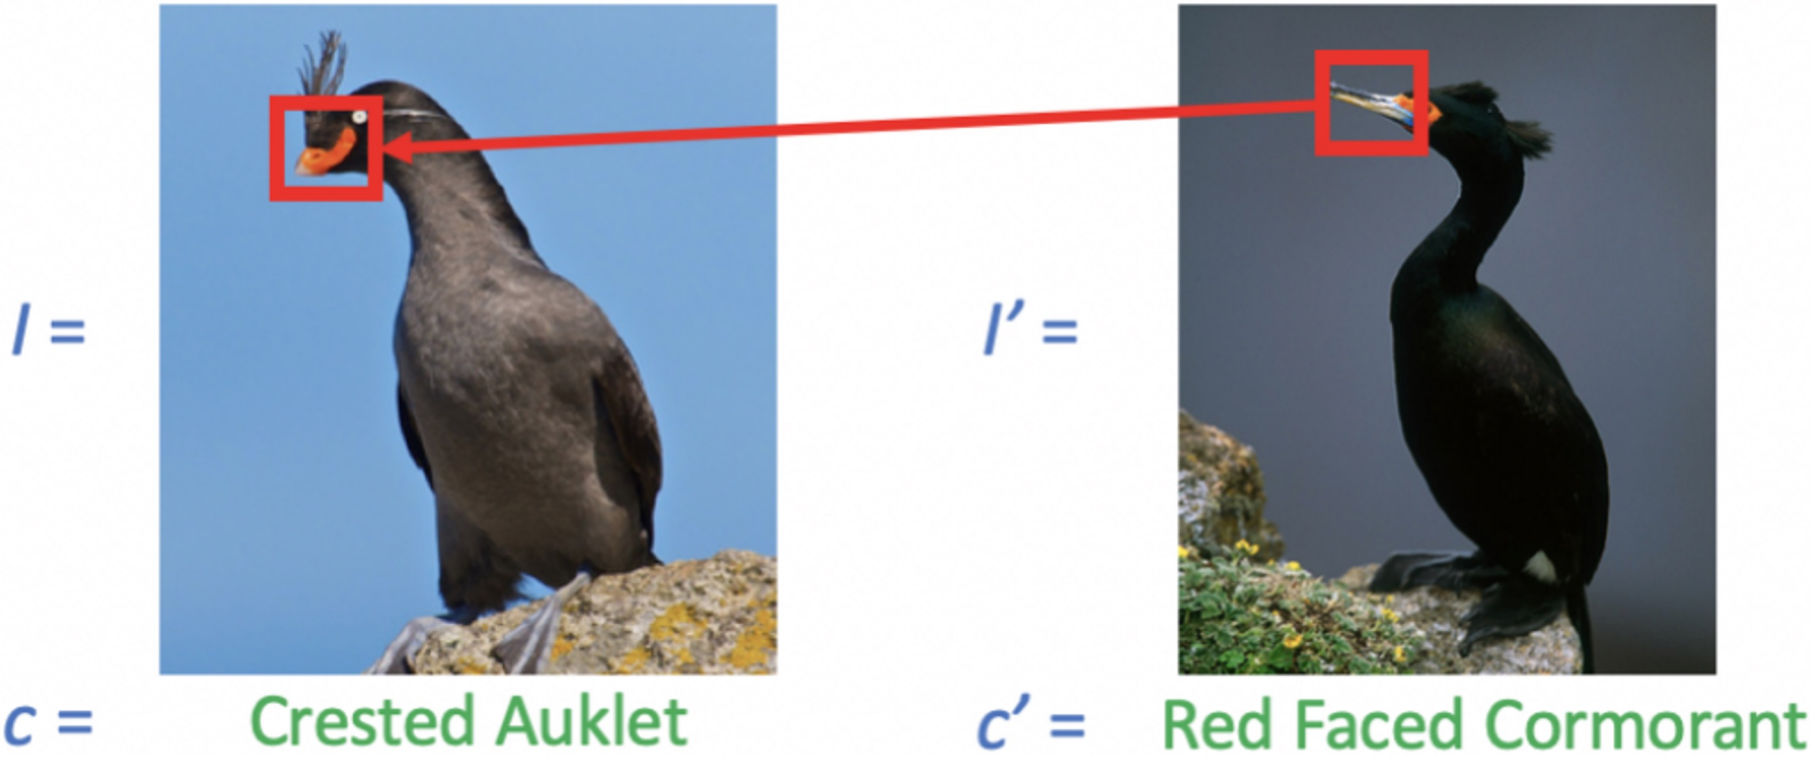 I =
I' =
c = Crested Auklet
c' = Red Faced Cormorant